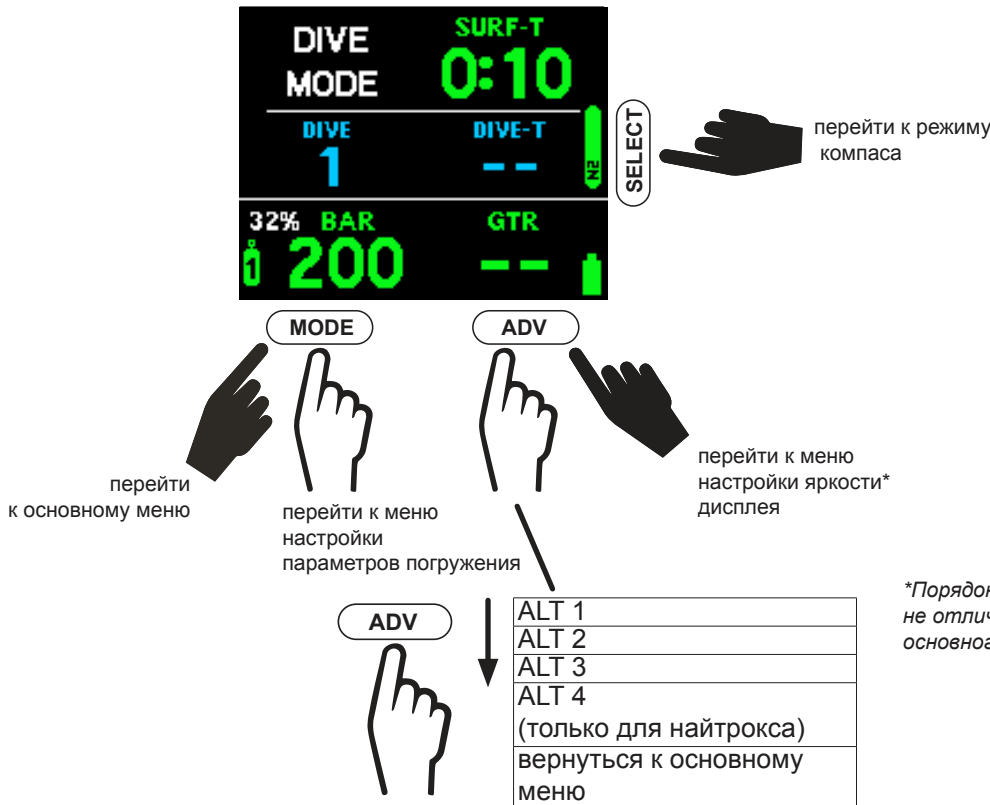 DIVE
MODE
SURF-T
0:10
DIVE
1
DIVE-T
--
N2
SELECT
перейти к режиму
компаса
32% BAR
1 200
GTR
--
MODE
ADV
перейти
к основному меню
перейти к меню
настройки
параметров погружения
перейти к меню
настройки яркости*
дисплея
ADV
ALT 1
ALT 2
ALT 3
ALT 4
(только для найтрокса)
вернуться к основному
меню
*Порядо
не отлич
основног